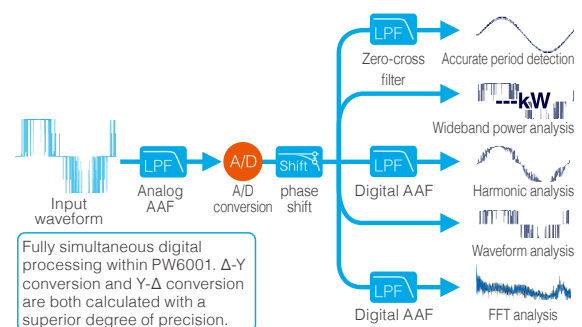 LPF
Zero-cross
filter
Accurate period detection
---kW
Wideband power analysis
Input
waveform
LPF
Analog
AAF
A/D
A/D
conversion
Shift
phase
shift
LPF
Digital AAF
Harmonic analysis
Waveform analysis
LPF
Digital AAF
FFT analysis
Fully simultaneous digital
processing within PW6001. Δ-Y
conversion and Y-Δ conversion
are both calculated with a
superior degree of precision.